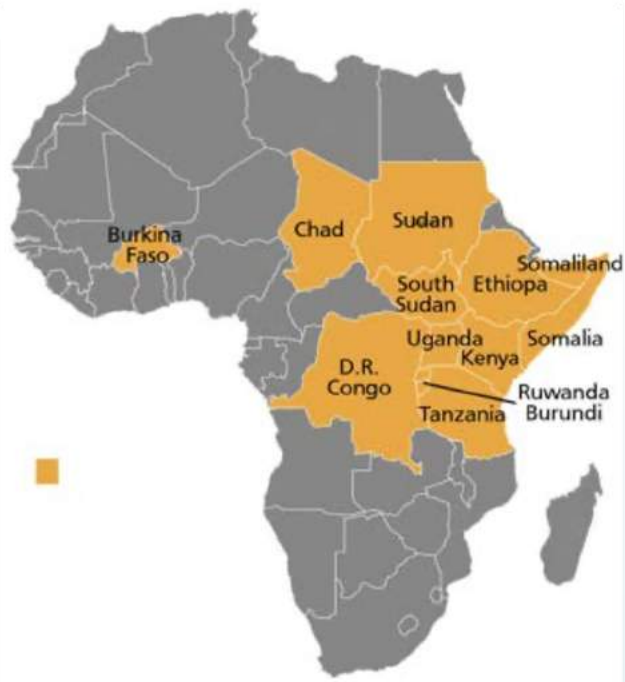 Burkina
Faso
Chad
Sudan
South
Sudan
Ethiopa
Somaliland
Uganda
Kenya
Somalia
D.R.
Congo
Ruwanda
Burundi
Tanzania